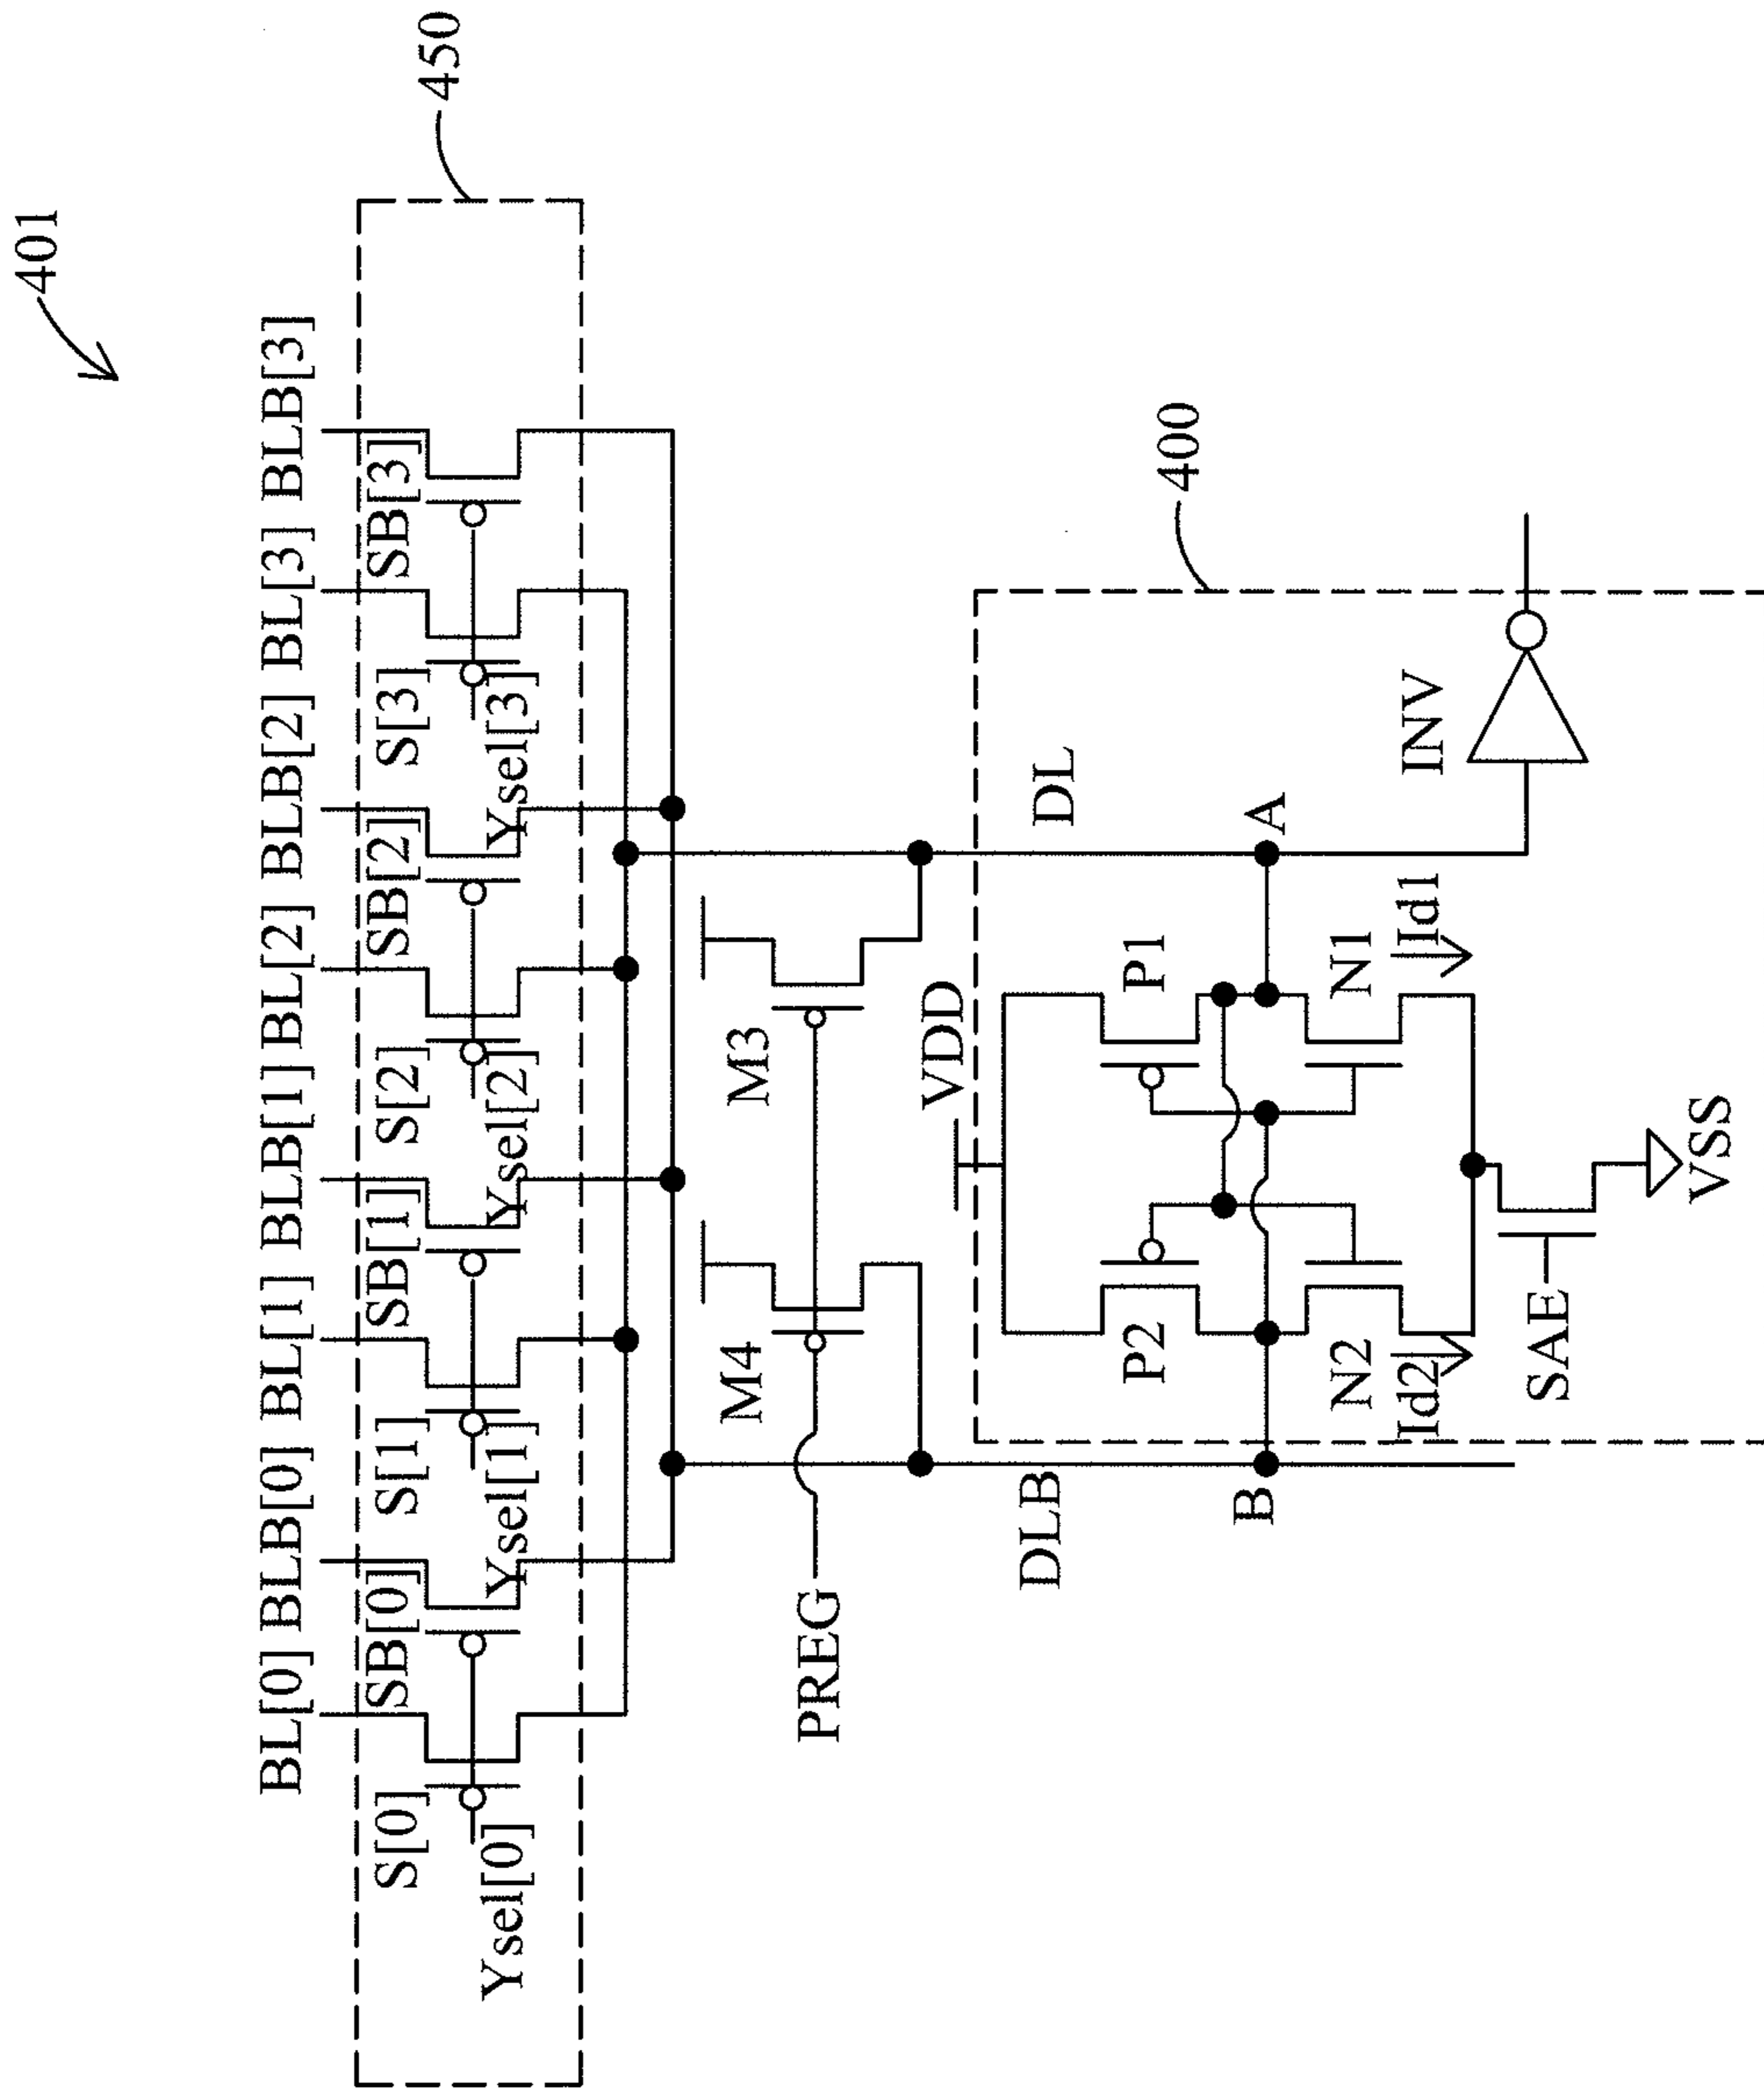 401
450
BL[0] BLB[0] BL[1] BLB[1] BL[2] BLB[2] BL[3] BLB[3]
S[0] SB[0] S[1] SB[1] S[2] SB[2] S[3] SB[3]
Ysel[0] Ysel[1] Ysel[2] Ysel[3]
M4 M3
PREG
400
VDD
DLB DL
P2 P1
B A
N2 N1
Id2 Id1
INV
SAE
VSS